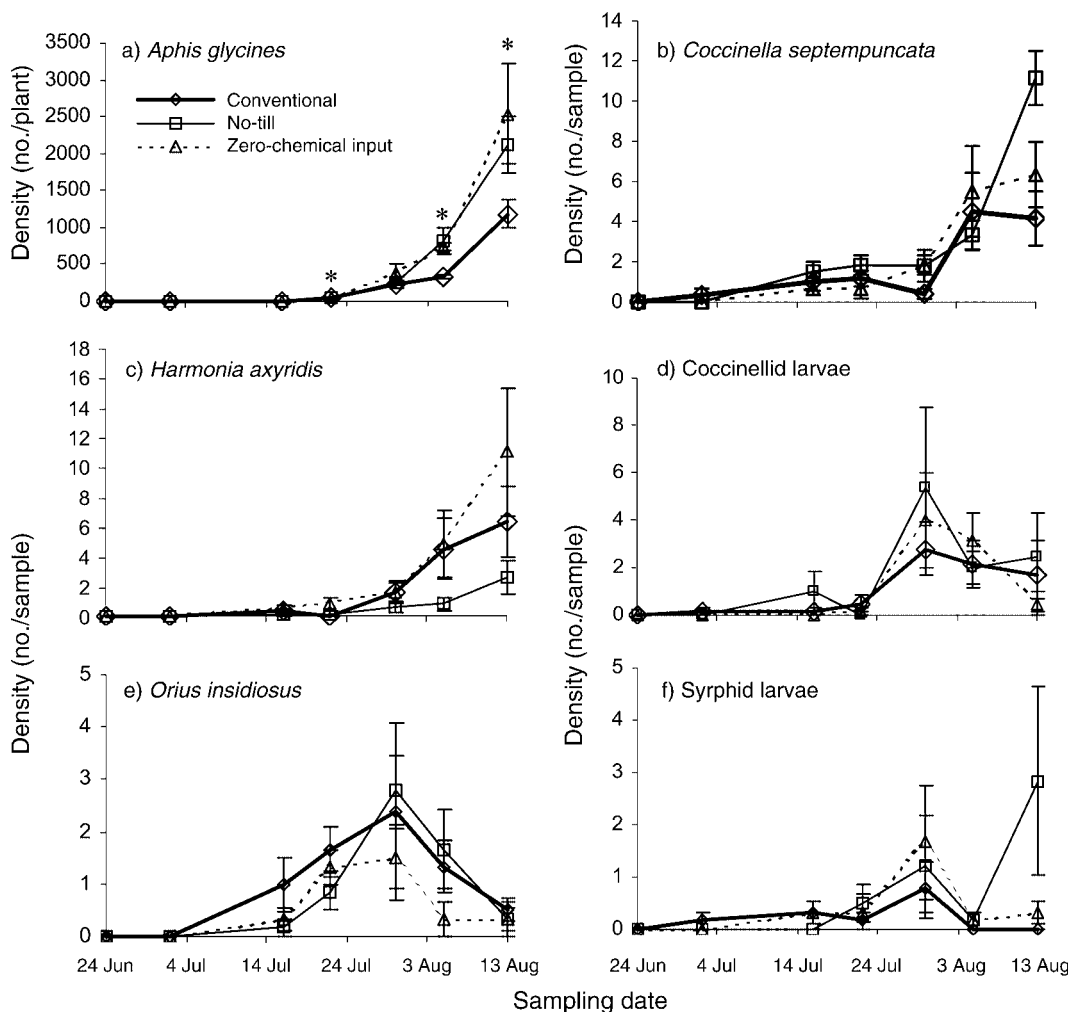 a) Aphis glycines
*
*
*
Conventional
No-till
Zero-chemical input
3500
3000
2500
2000
1500
1000
500
0
Density (no./plant)
b) Coccinella septempuncata
14
12
10
8
6
4
2
0
Density (no./sample)
c) Harmonia axyridis
18
16
14
12
10
8
6
4
2
0
d) Coccinellid larvae
10
8
6
4
2
0
Density (no./sample)
Density (no./sample)
e) Orius insidiosus
5
4
3
2
1
0
24 Jun 4 Jul 14 Jul 24 Jul 3 Aug 13 Aug
f) Syrphid larvae
5
4
3
2
1
0
24 Jun 4 Jul 14 Jul 24 Jul 3 Aug 13 Aug
Sampling date